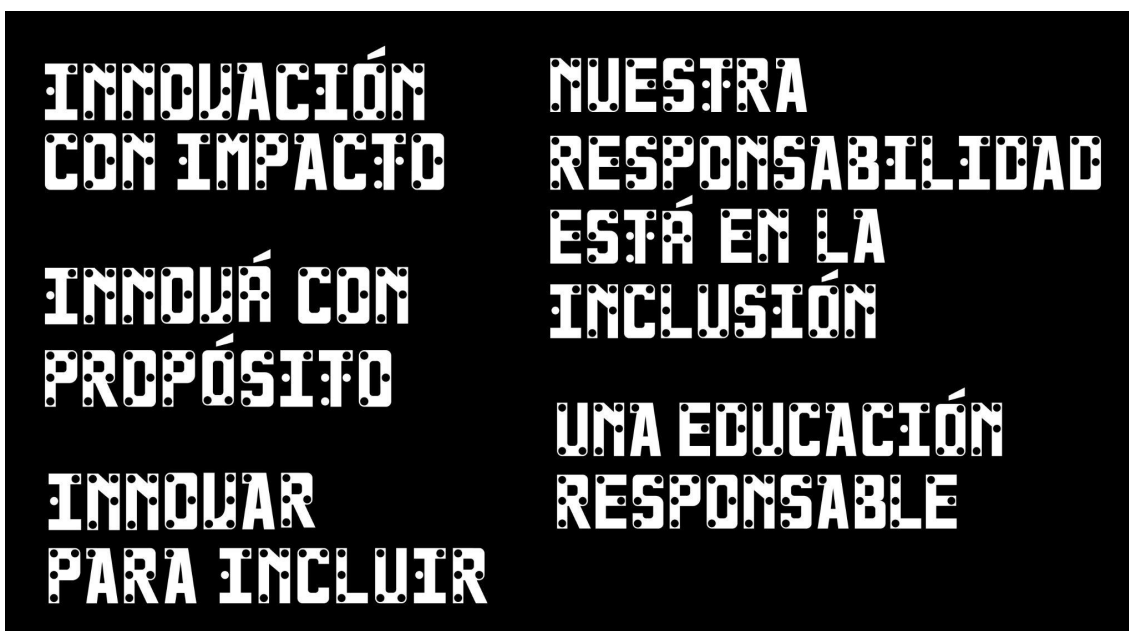 INNOVACIÓN
CON IMPACTO
INNOVÁ CON
PROPÓSITO
INNOVAR
PARA INCLUIR
NUESTRA
RESPONSABILIDAD
ESTÁ EN LA
INCLUSIÓN
UNA EDUCACIÓN
RESPONSABLE